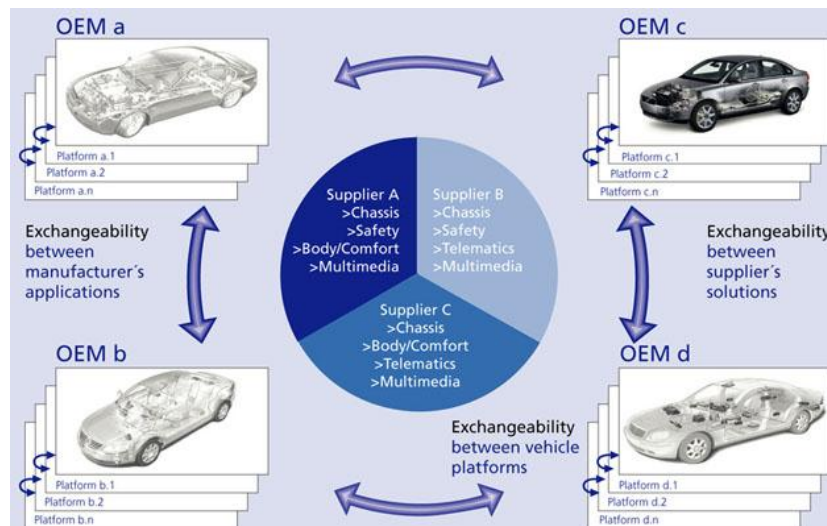 OEM a
Platform a.1
Platform a.2
Platform a.n
OEM c
Platform c.1
Platform c.2
Platform c.n
Exchangeability
between
manufacturer´s
applications
Supplier A
>Chassis
>Safety
>Body/Comfort
>Multimedia
Supplier B
>Chassis
>Safety
>Telematics
>Multimedia
Supplier C
>Chassis
>Body/Comfort
>Telematics
>Multimedia
Exchangeability
between
supplier´s
solutions
OEM b
Platform b.1
Platform b.2
Platform b.n
Exchangeability
between vehicle
platforms
OEM d
Platform d.1
Platform d.2
Platform d.n